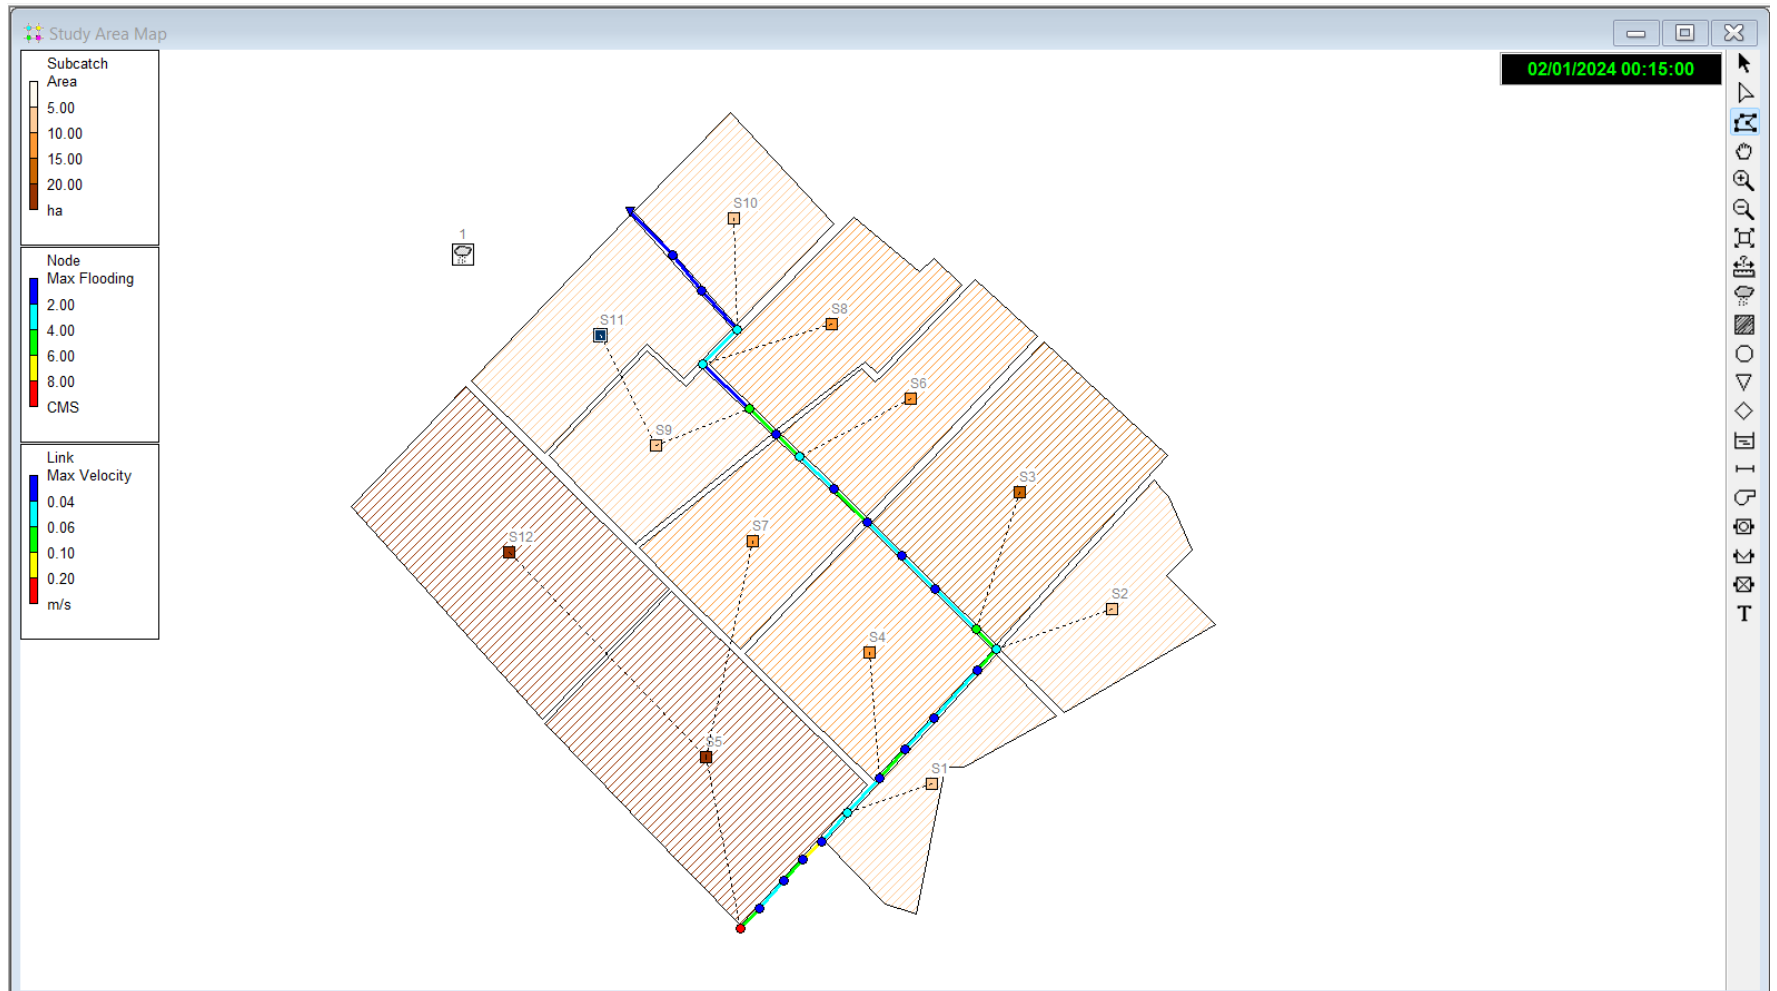 Study Area Map
02/01/2024 00:15:00
Subcatch
Area
5.00
10.00
15.00
20.00
ha
Node
Max Flooding
2.00
4.00
6.00
8.00
CMS
Link
Max Velocity
0.04
0.06
0.10
0.20
m/s
S10
1
S8
S11
S6
S9
S3
S7
S12
S2
S4
S5
S1
T